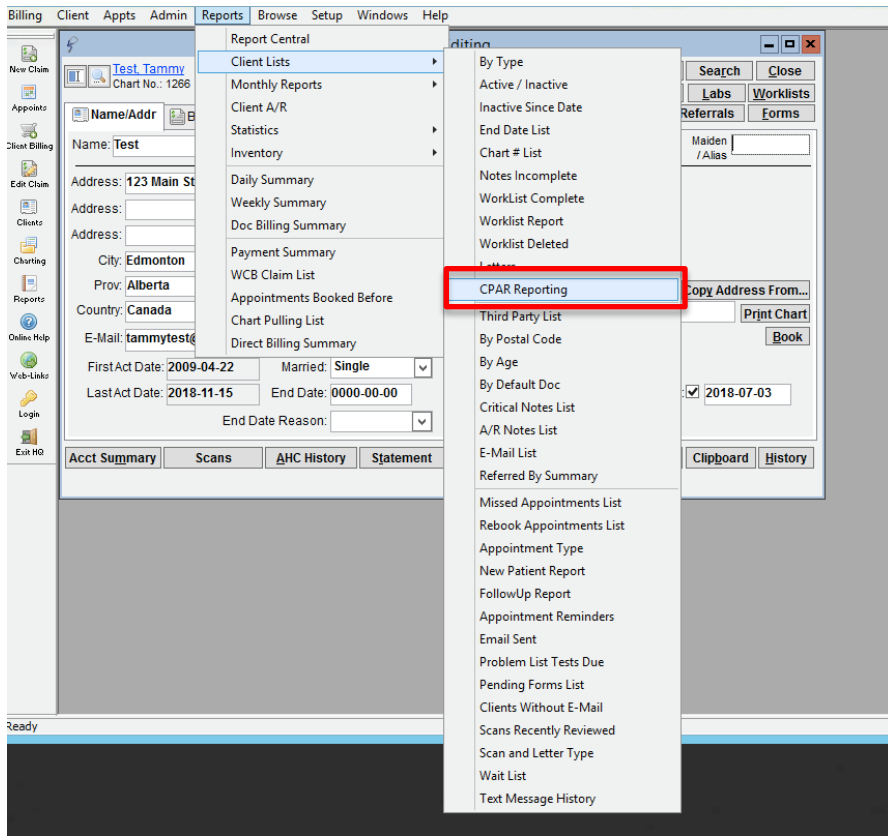 Billing Client Appts Admin Reports Browse Setup Windows Help
New Claim
Appoints
Client Billing
Edit Claim
Clients
Charting
Reports
Online Help
Web-Links
Login
Exit HQ
diting
Test, Tammy
Chart No.: 1266
Search Close
Labs Worklists
Referrals Forms
Name/Addr B
Name: Test
Maiden
/ Alias
Address: 123 Main St
Address:
Address:
City: Edmonton
Prov: Alberta
Copy Address From...
Country: Canada
Print Chart
E-Mail: tammytest@
Book
First Act Date: 2009-04-22 Married: Single
Last Act Date: 2018-11-15 End Date: 0000-00-00
: 2018-07-03
End Date Reason:
Acct Summary Scans AHC History Statement Clipboard History
Report Central
Client Lists
Monthly Reports
Client A/R
Statistics
Inventory
Daily Summary
Weekly Summary
Doc Billing Summary
Payment Summary
WCB Claim List
Appointments Booked Before
Chart Pulling List
Direct Billing Summary
By Type
Active / Inactive
Inactive Since Date
End Date List
Chart # List
Notes Incomplete
WorkList Complete
Worklist Report
Worklist Deleted
Letters
CPAR Reporting
Third Party List
By Postal Code
By Age
By Default Doc
Critical Notes List
A/R Notes List
E-Mail List
Referred By Summary
Missed Appointments List
Rebook Appointments List
Appointment Type
New Patient Report
FollowUp Report
Appointment Reminders
Email Sent
Problem List Tests Due
Pending Forms List
Clients Without E-Mail
Scans Recently Reviewed
Scan and Letter Type
Wait List
Text Message History
Ready